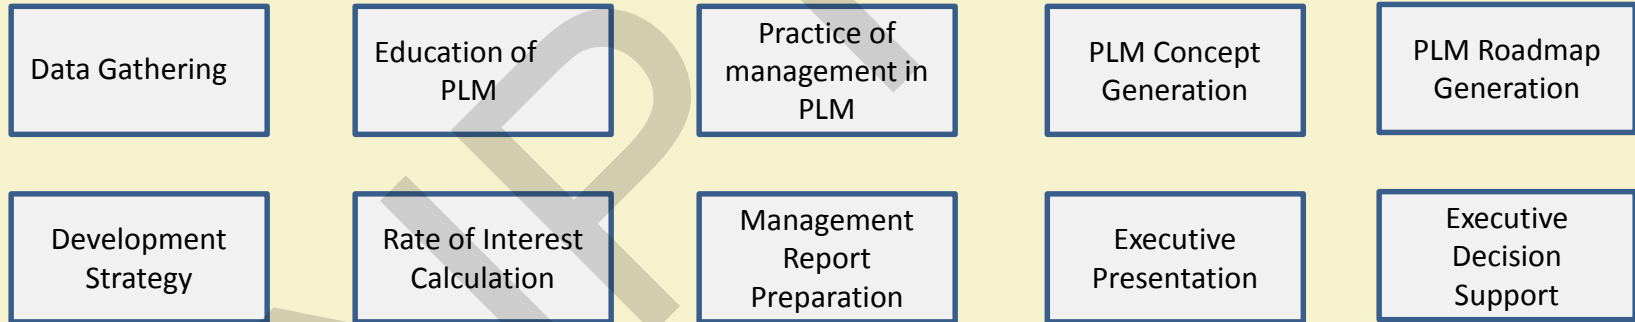 Data Gathering
Education of
PLM
Practice of
management in
PLM
PLM Concept
Generation
PLM Roadmap
Generation
Development
Strategy
Rate of Interest
Calculation
Management
Report
Preparation
Executive
Presentation
Executive
Decision
Support